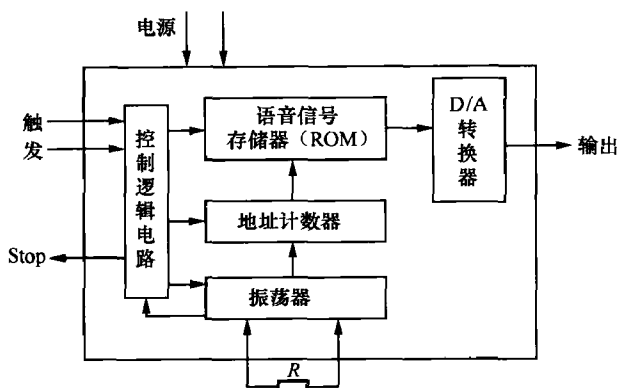 电源
触
发
Stop
控
制
逻
辑
电
路
语音信号
存储器（ROM）
地址计数器
振荡器
D/A
转
换
器
输出
R